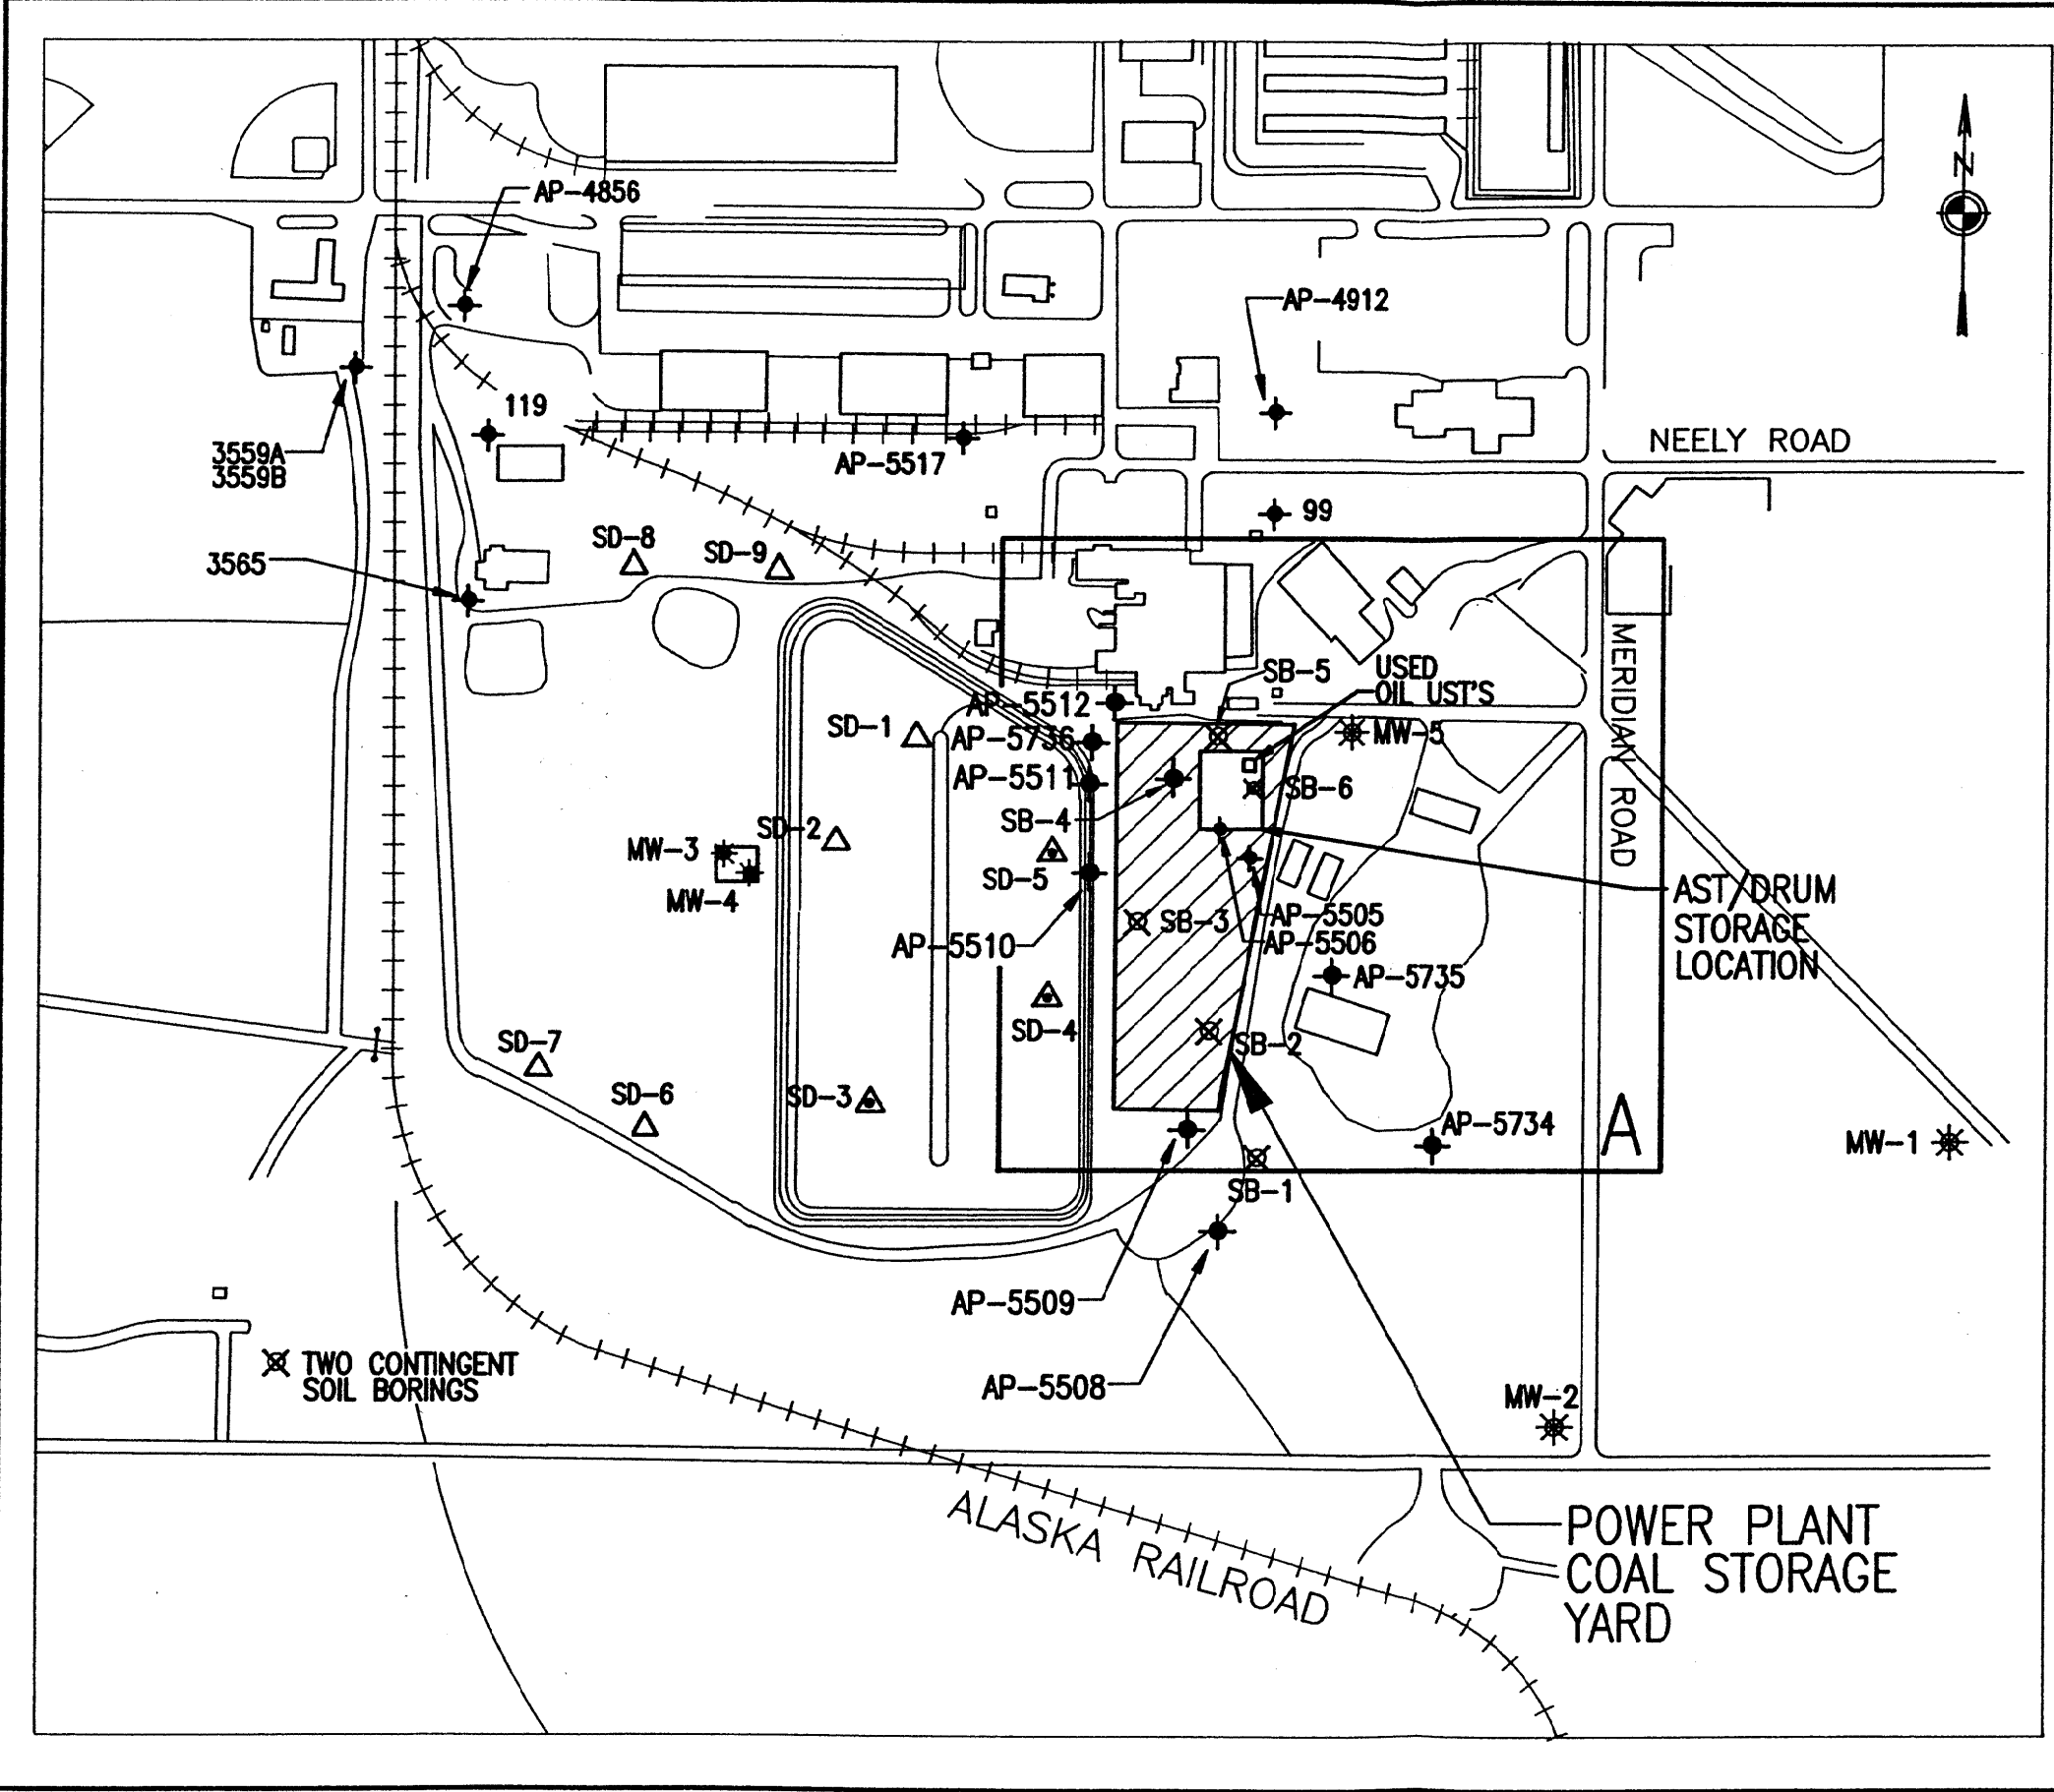 N
AP-4856
AP-4912
119
NEELY ROAD
3559A
3559B
AP-5517
99
SD-8
SD-9
3565
MERIDIAN ROAD
SB-5
USED
OIL UST'S
AP-5512
SD-1
AP-5736
MW-5
AP-5511
SB-6
SB-4
SD-2
MW-3
SD-5
MW-4
AST/DRUM
STORAGE
LOCATION
AP-5505
SB-3
AP-5506
AP-5510
AP-5735
SD-4
SD-7
SB-2
SD-6
SD-3
AP-5734
A
MW-1
SB-1
AP-5509
TWO CONTINGENT
SOIL BORINGS
AP-5508
MW-2
ALASKA RAILROAD
POWER PLANT
COAL STORAGE
YARD